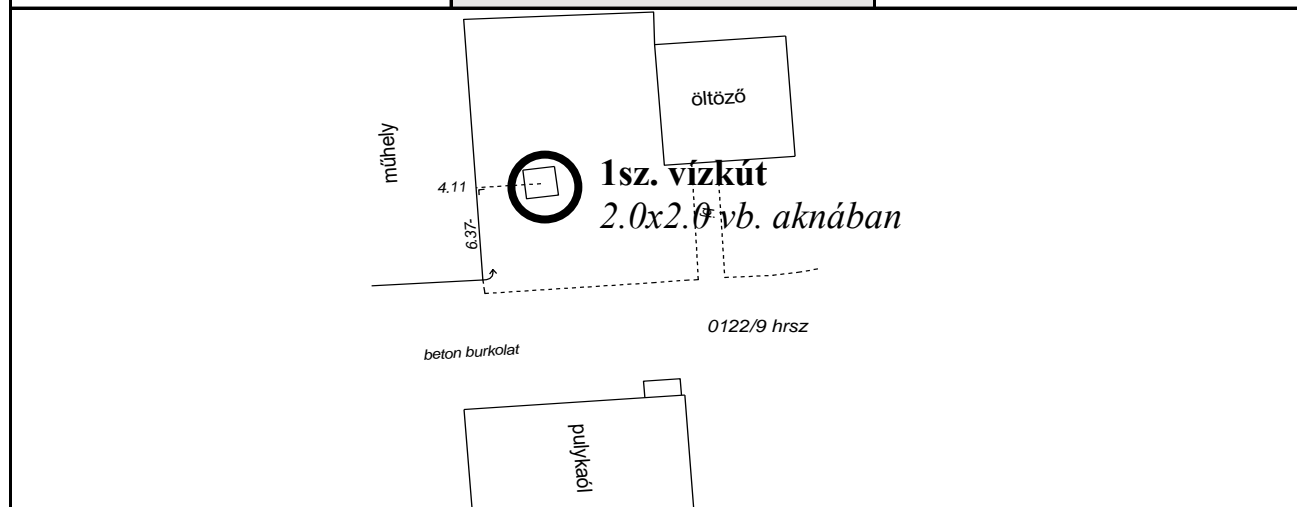 öltöző
műhely
1sz. vízkút
4.11
2.0x2.0 vb. aknában
6.37-
0122/9 hrsz
beton burkolat
pulykaól